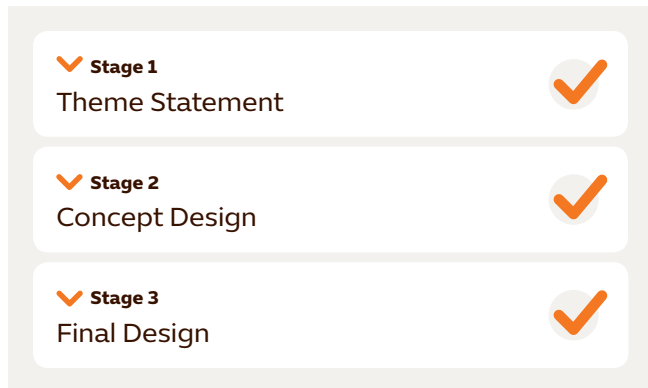 Stage 1
Theme Statement
Stage 2
Concept Design
Stage 3
Final Design